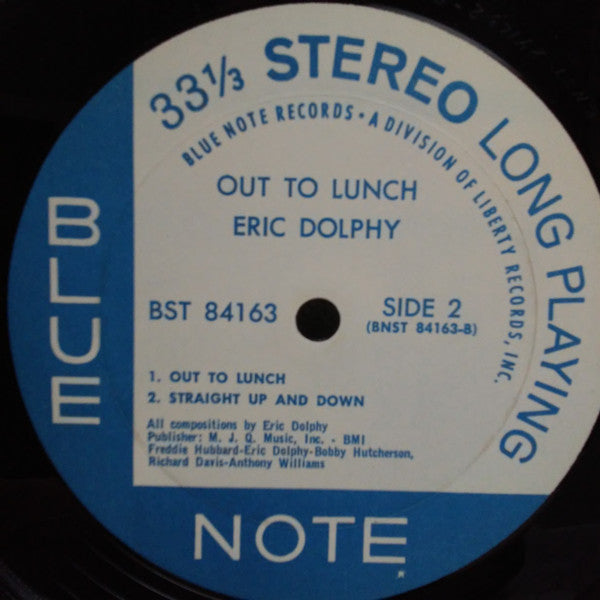 33⅓ STEREO LONG PLAYING
BLUE NOTE RECORDS • A DIVISION OF LIBERTY RECORDS, INC.
OUT TO LUNCH
ERIC DOLPHY
BST 84163
SIDE 2
(BNST 84163-B)
1. OUT TO LUNCH
2. STRAIGHT UP AND DOWN
All compositions by Eric Dolphy
Publisher: M. J. Q. Music, Inc. - BMI
Freddie Hubbard-Eric Dolphy-Bobby Hutcherson,
Richard Davis-Anthony Williams
BLUE
NOTE